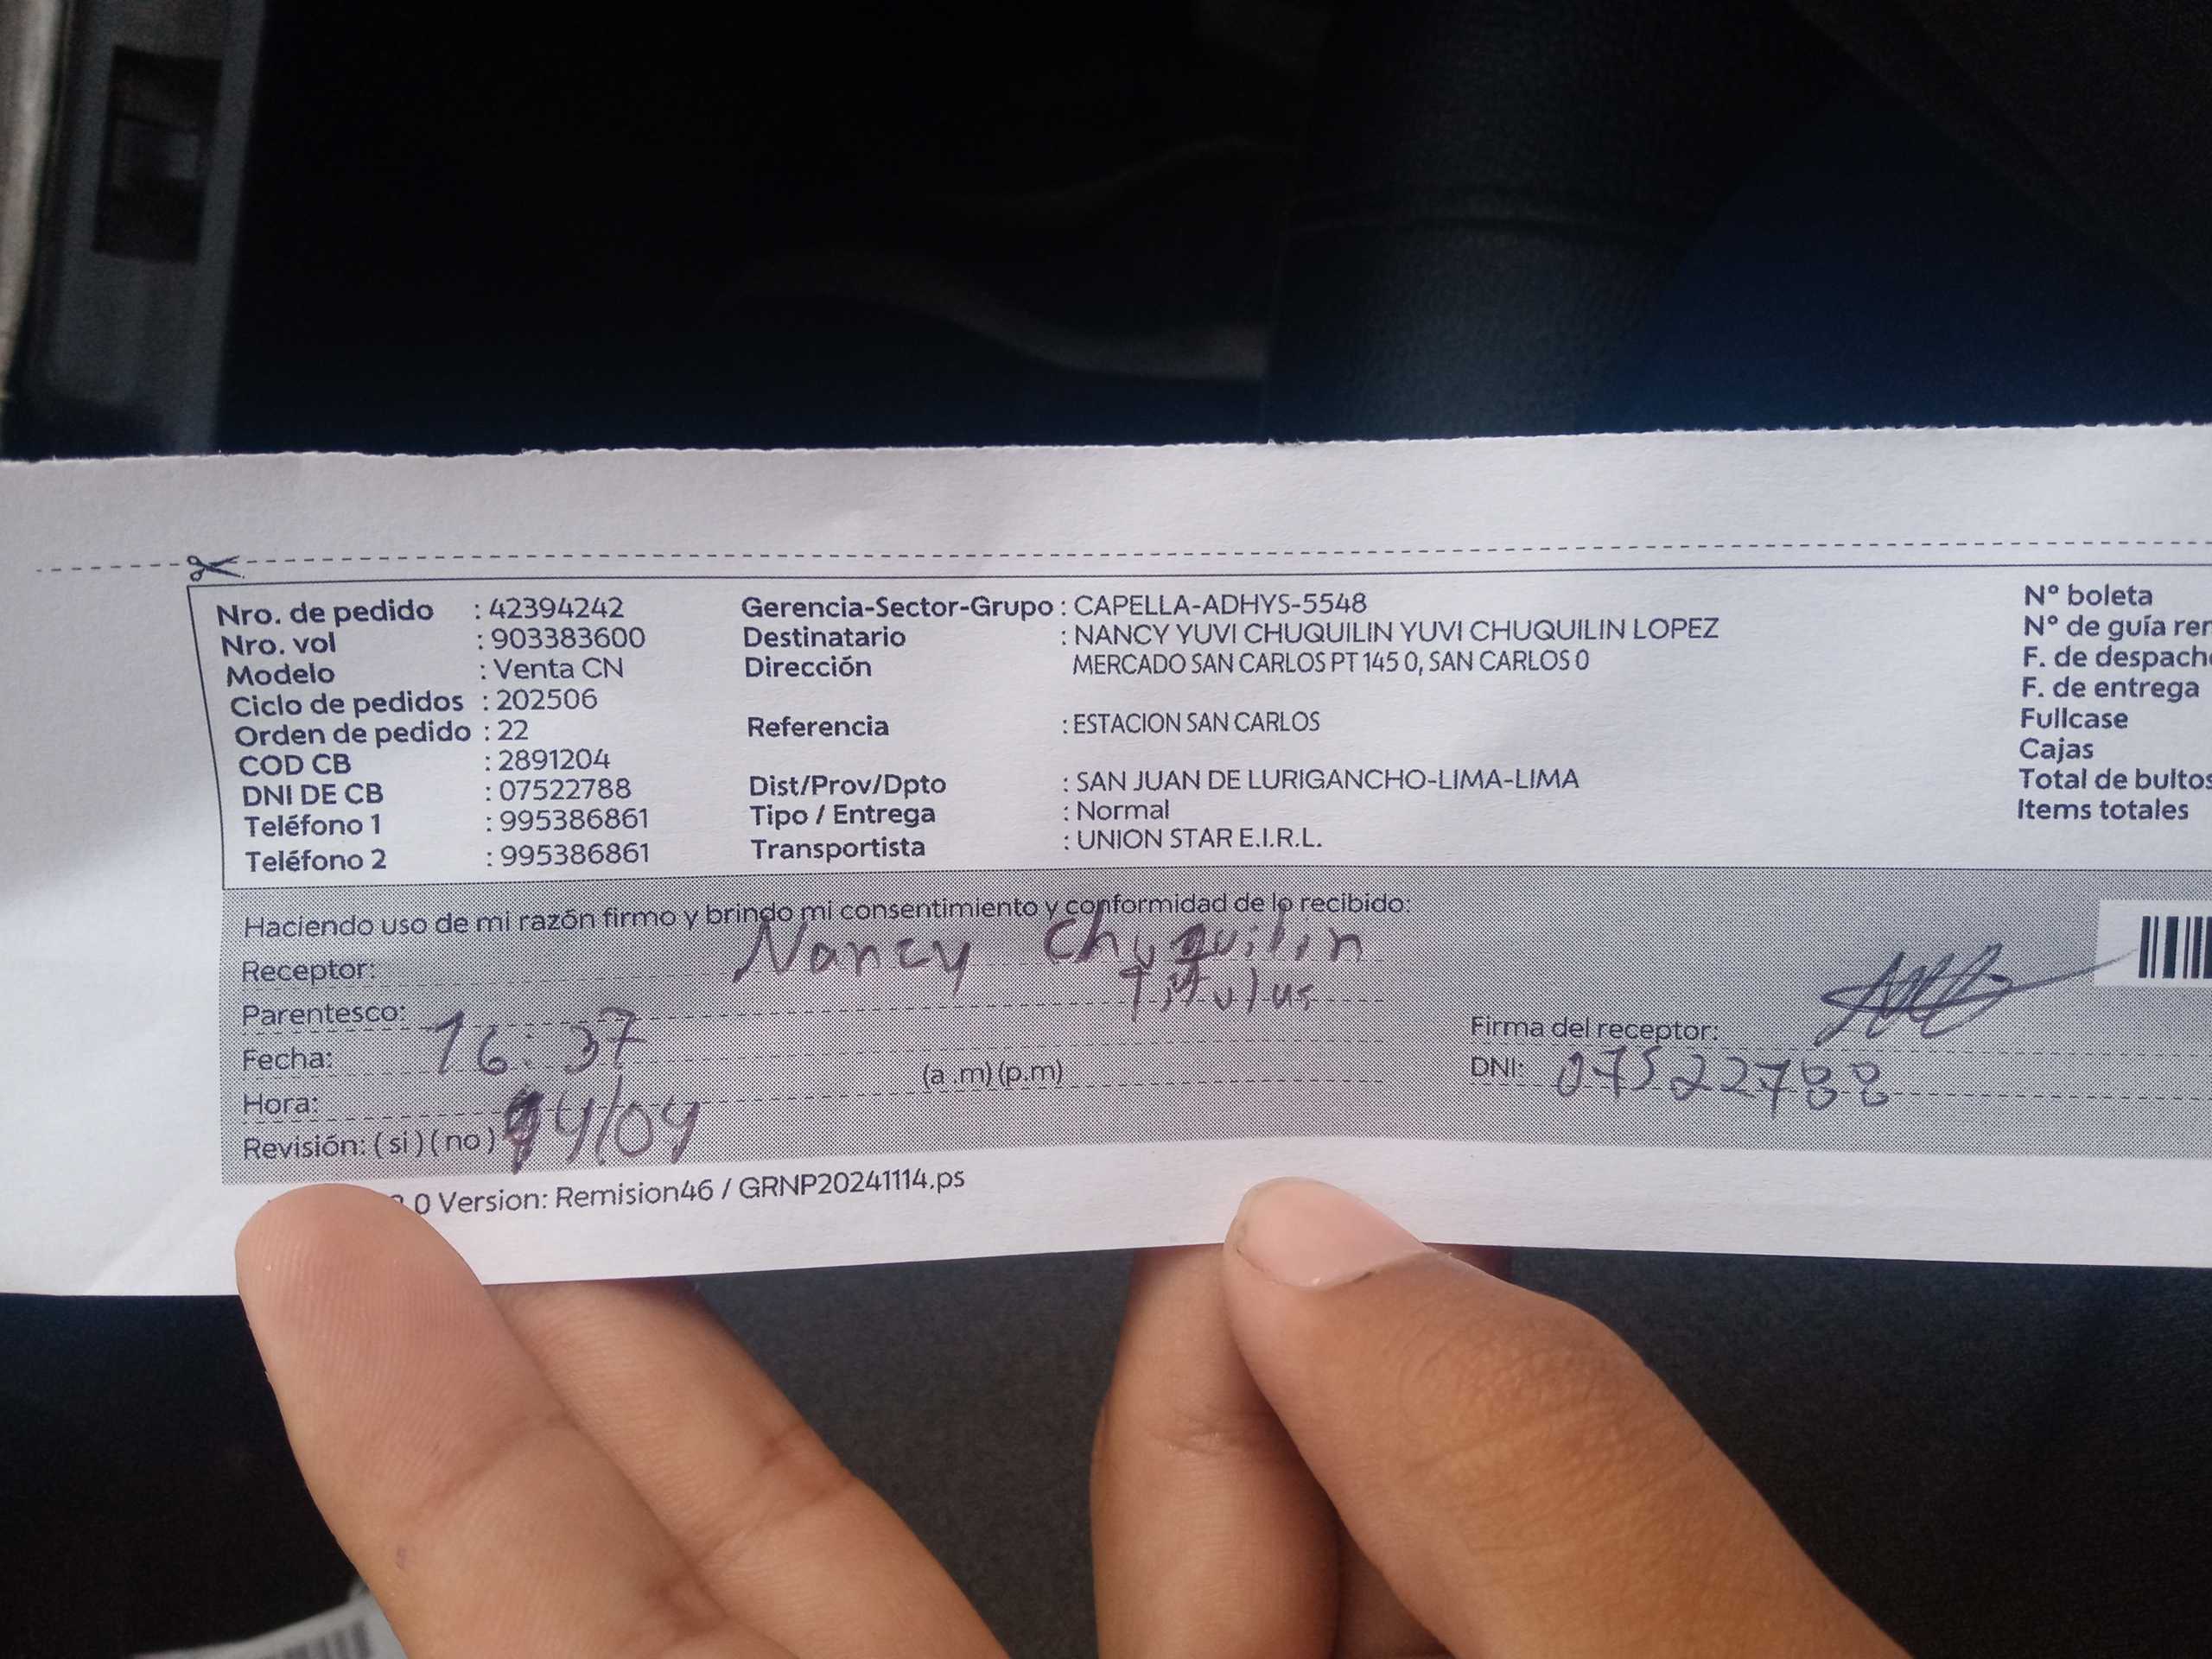 Nro. de pedido : 42394242
Nro. vol : 903383600
Modelo : Venta CN
Ciclo de pedidos : 202506
Orden de pedido : 22
COD CB : 2891204
DNI DE CB : 07522788
Teléfono 1 : 995386861
Teléfono 2 : 995386861
Gerencia-Sector-Grupo : CAPELLA-ADHYS-5548
Destinatario : NANCY YUVI CHUQUILIN YUVI CHUQUILIN LOPEZ
Dirección MERCADO SAN CARLOS PT 145 0, SAN CARLOS 0
Referencia : ESTACION SAN CARLOS
Dist/Prov/Dpto : SAN JUAN DE LURIGANCHO-LIMA-LIMA
Tipo / Entrega : Normal
Transportista : UNION STAR E.I.R.L.
Nº boleta
Nº de guía
F. de
F. de entrega
Fullcase
Cajas
Total de
Items totales
Haciendo uso de mi razón firmo y brindo mi consentimiento y conformidad de lo recibido:
Receptor: Nancy Chuquilin
Parentesco: Titulus
Fecha: 16:37
Hora: (a .m) (p.m)
Revisión: ( si ) ( no ) 14/04
Firma del receptor:
DNI: 07522788
0 Version: Remision46 / GRNP20241114.ps